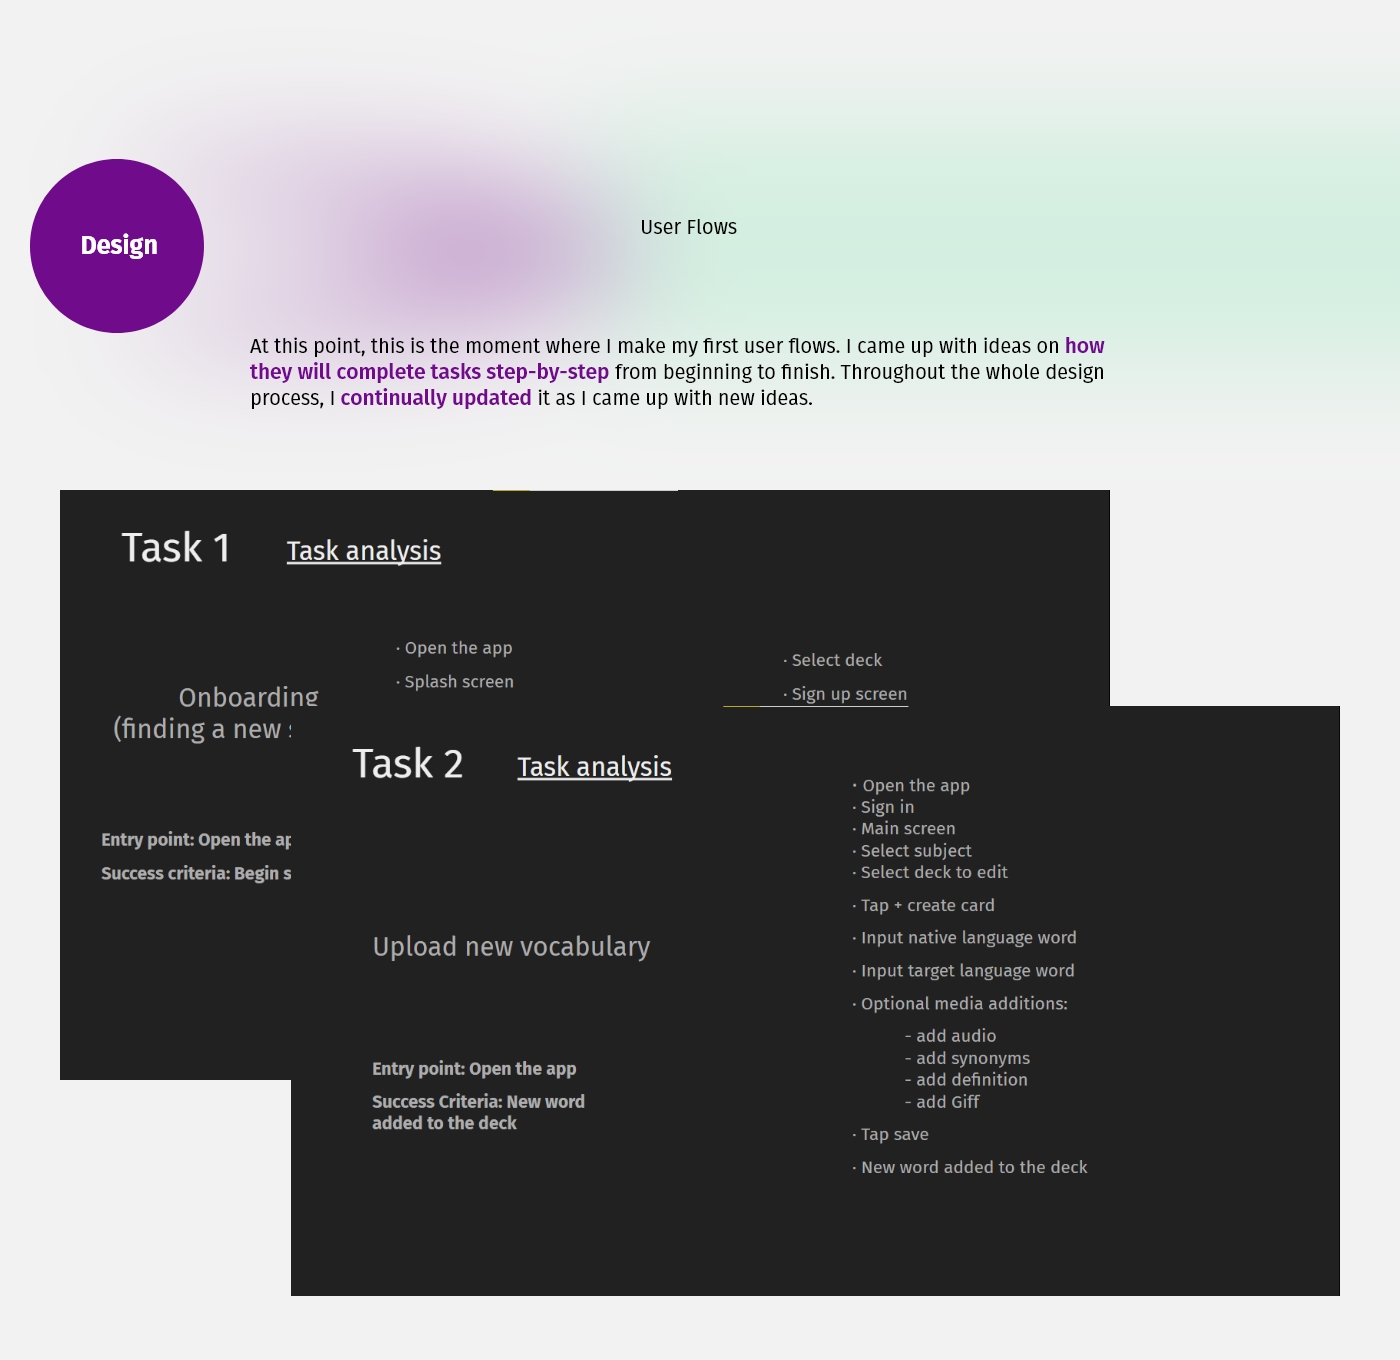 Design
User Flows
At this point, this is the moment where I make my first user flows. I came up with ideas on how
they will complete tasks step-by-step from beginning to finish. Throughout the whole design
process, I continually updated it as I came up with new ideas.
Task 1 Task analysis
· Open the app
· Splash screen
· Select deck
· Sign up screen
Onboarding
(finding a new
Entry point: Open the
Success criteria: Begin
Task 2 Task analysis
Upload new vocabulary
Entry point: Open the app
Success Criteria: New word
added to the deck
· Open the app
· Sign in
· Main screen
· Select subject
· Select deck to edit
· Tap + create card
· Input native language word
· Input target language word
· Optional media additions:
- add audio
- add synonyms
- add definition
- add Giff
· Tap save
· New word added to the deck